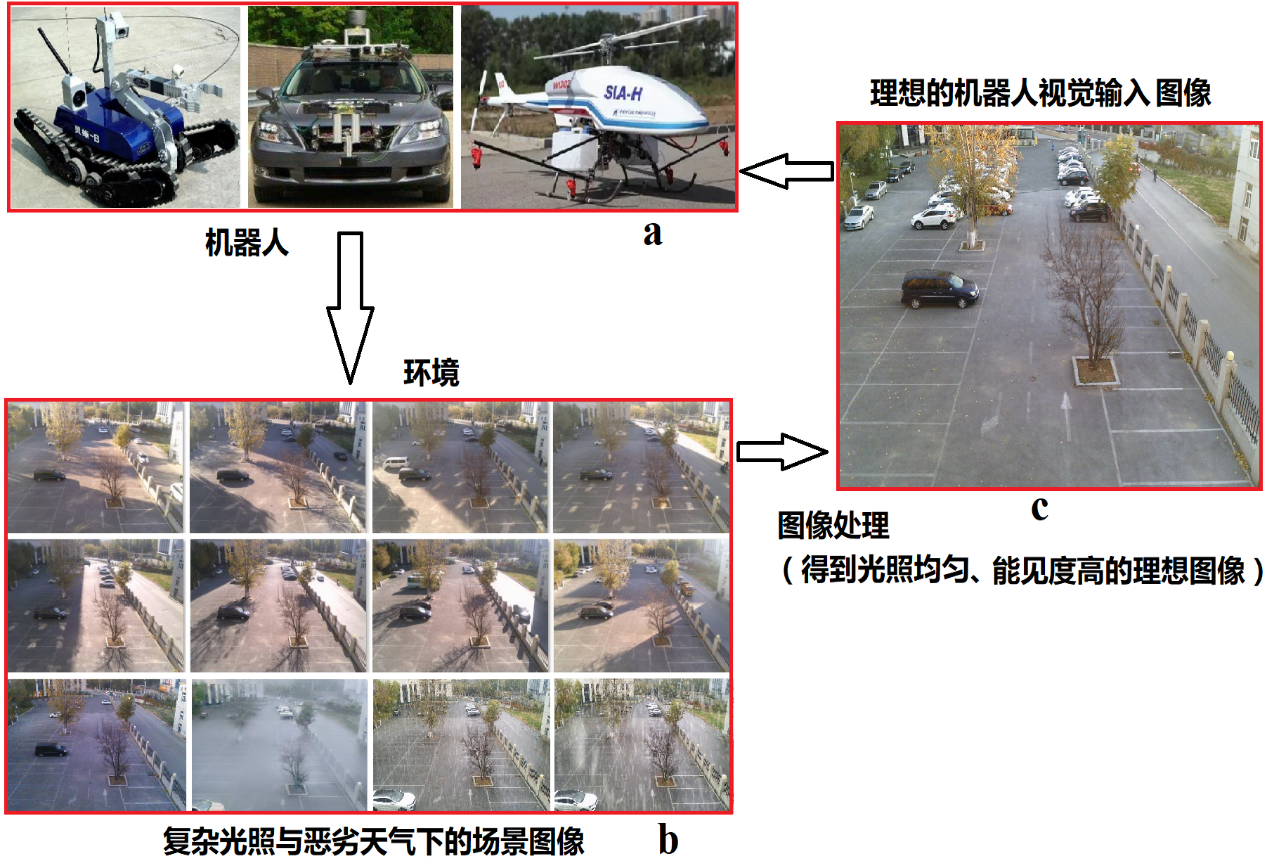 SIA-H
理想的机器人视觉输入 图像
机器人
a
环境
c
图像处理
（得到光照均匀、能见度高的理想图像）
复杂光照与恶劣天气下的场景图像
b